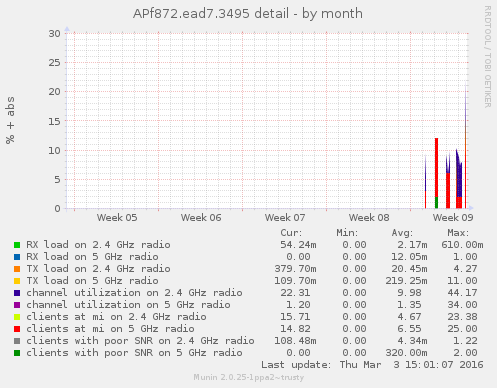 APf872.ead7.3495 detail - by month
RRDTOOL / TOBI OETIKER
% + abs
30
25
20
15
10
5
0
Week 05 Week 06 Week 07 Week 08 Week 09
Cur: Min: Avg: Max:
RX load on 2.4 GHz radio 54.24m 0.00 2.17m 610.00m
RX load on 5 GHz radio 0.00 0.00 12.05m 1.00
TX load on 2.4 GHz radio 379.70m 0.00 20.45m 4.27
TX load on 5 GHz radio 109.70m 0.00 219.25m 11.00
channel utilization on 2.4 GHz radio 22.31 0.00 9.98 44.17
channel utilization on 5 GHz radio 1.20 0.00 1.35 34.00
clients at mi on 2.4 GHz radio 15.71 0.00 4.67 23.38
clients at mi on 5 GHz radio 14.82 0.00 6.55 25.00
clients with poor SNR on 2.4 GHz radio 108.48m 0.00 4.34m 1.22
clients with poor SNR on 5 GHz radio 0.00 0.00 320.00m 2.00
Last update: Thu Mar 3 15:01:07 2016
Munin 2.0.25-1ppa2~trusty